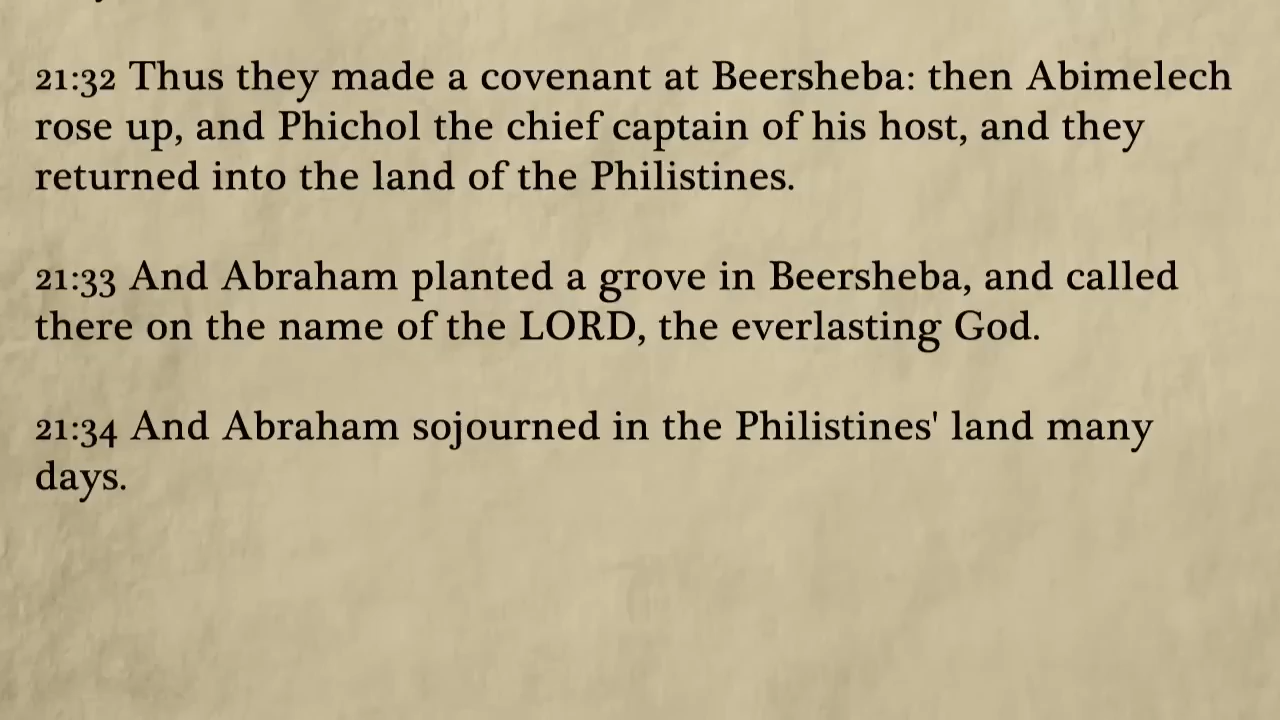 21:32 Thus they made a covenant at Beersheba: then Abimelech
rose up, and Phichol the chief captain of his host, and they
returned into the land of the Philistines.
21:33 And Abraham planted a grove in Beersheba, and called
there on the name of the LORD, the everlasting God.
21:34 And Abraham sojourned in the Philistines' land many
days.